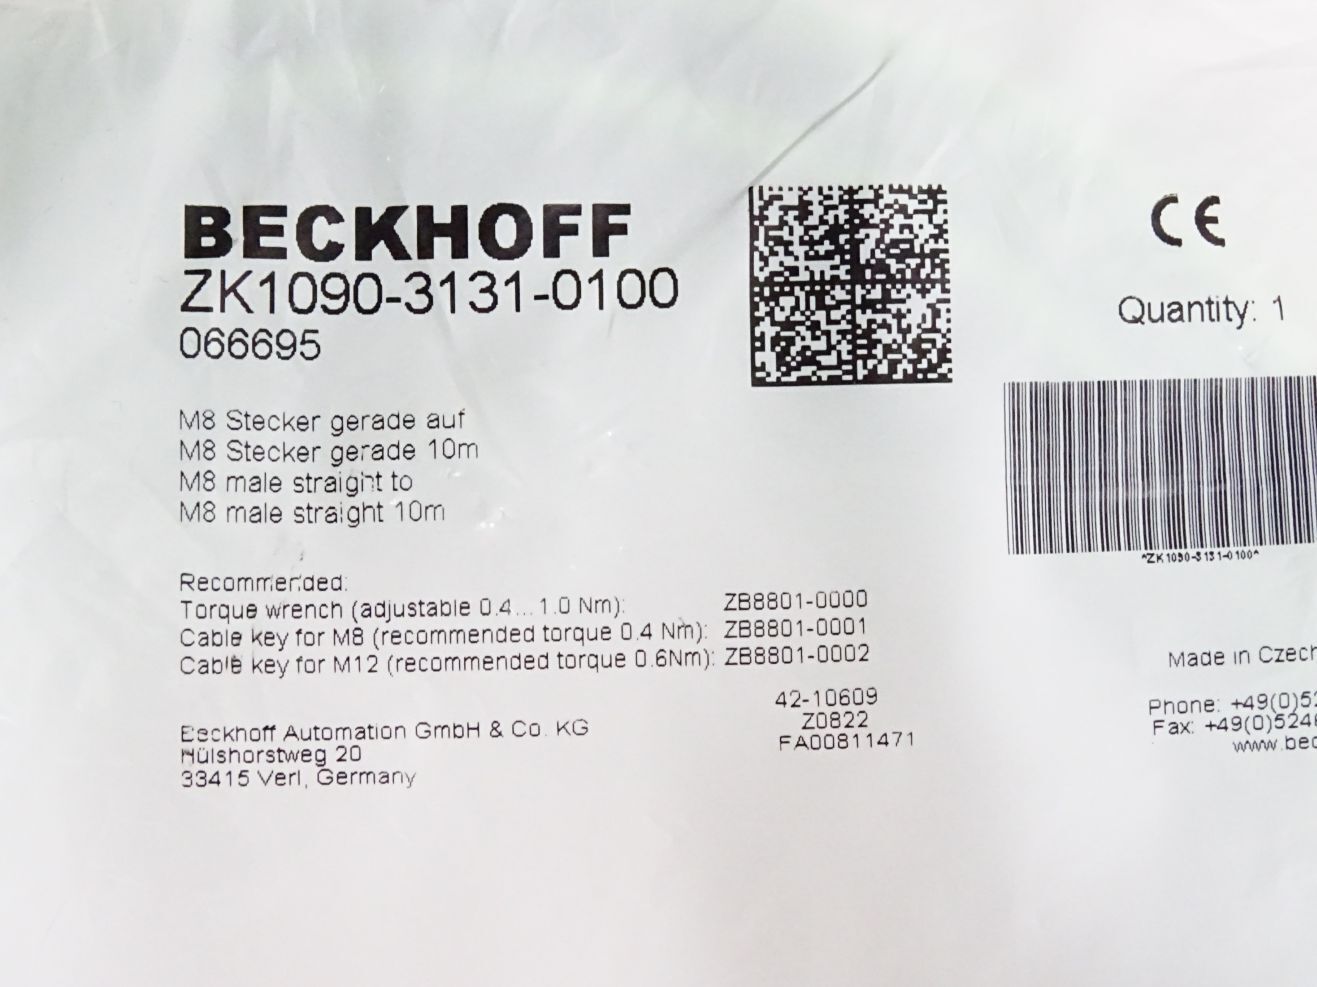 BECKHOFF
ZK1090-3131-0100
066695
M8 Stecker gerade auf
M8 Stecker gerade 10m
M8 male straight to
M8 male straight 10m
Recommended:
Torque wrench (adjustable 0.4...1.0 Nm): ZB8801-0000
Cable key for M8 (recommended torque 0.4 Nm): ZB8801-0001
Cable key for M12 (recommended torque 0.6Nm): ZB8801-0002
42-10609
Z0822
FA00811471
Beckhoff Automation GmbH & Co. KG
Hülshorstweg 20
33415 Verl, Germany
CE
Quantity: 1
*ZK1090-3131-0100*
Made in Czech
Phone: +49(0)52
Fax: +49(0)5246
www.bec